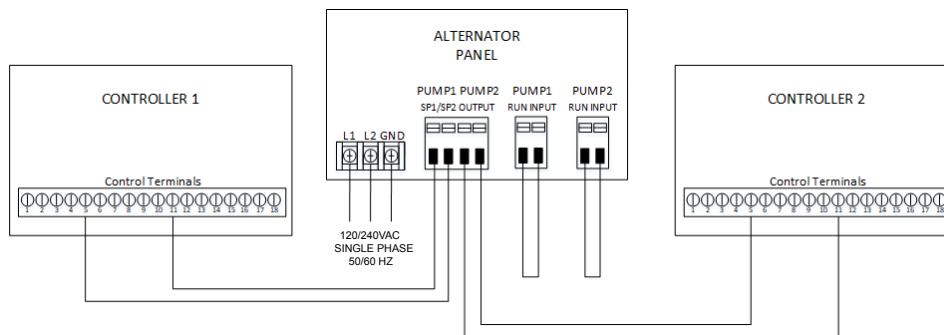 ALTERNATOR
PANEL
CONTROLLER 1
CONTROLLER 2
PUMP1 PUMP2
SP1/SP2 OUTPUT
PUMP1
RUN INPUT
PUMP2
RUN INPUT
L1 L2 GND
Control Terminals
1 2 3 4 5 6 7 8 9 10 11 12 13 14 15 16 17 18
Control Terminals
1 2 3 4 5 6 7 8 9 10 11 12 13 14 15 16 17 18
120/240VAC
SINGLE PHASE
50/60 HZ